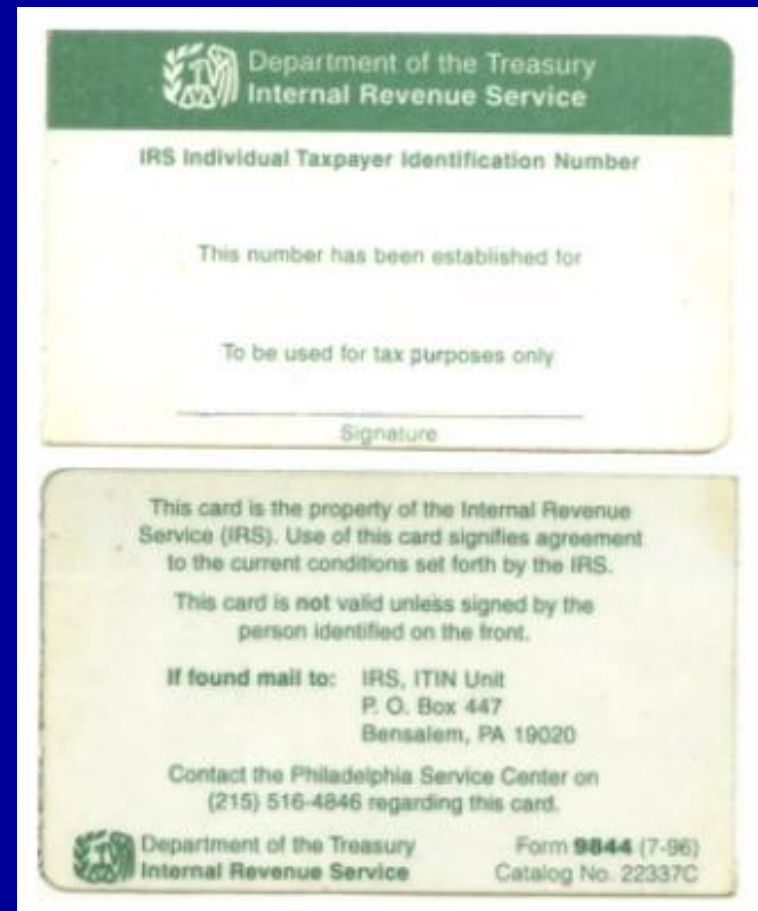 Department of the Treasury
Internal Revenue Service
IRS Individual Taxpayer Identification Number
This number has been established for
To be used for tax purposes only
Signature
This card is the property of the Internal Revenue
Service (IRS). Use of this card signifies agreement
to the current conditions set forth by the IRS.
This card is not valid unless signed by the
person identified on the front.
If found mail to: IRS, ITIN Unit
P. O. Box 447
Bensalem, PA 19020
Contact the Philadelphia Service Center on
(215) 516-4846 regarding this card.
Department of the Treasury
Internal Revenue Service
Form 9844 (7-96)
Catalog No. 22337C